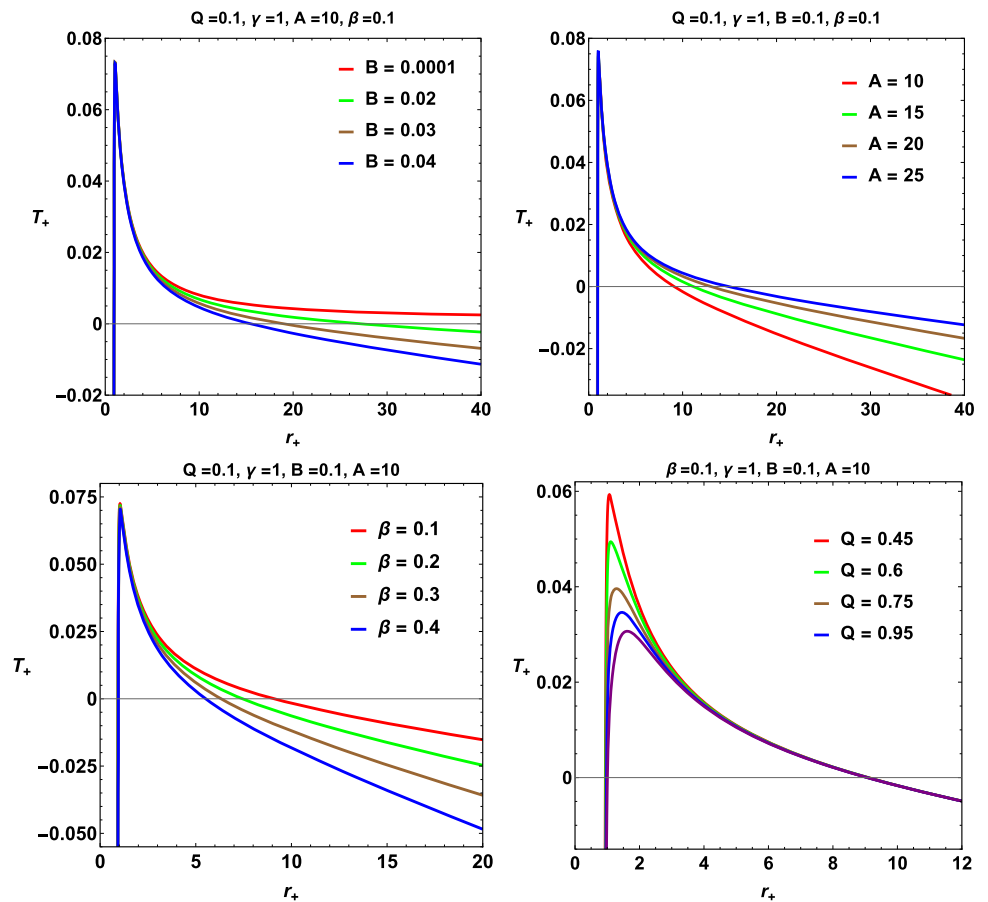 Q =0.1, γ =1, A =10, β =0.1
0.08
0.06
0.04
0.02
0
−0.02
T₊
B = 0.0001
B = 0.02
B = 0.03
B = 0.04
0 10 20 30 40
r₊
Q =0.1, γ =1, B =0.1, β =0.1
0.08
0.06
0.04
0.02
0
−0.02
T₊
A = 10
A = 15
A = 20
A = 25
0 10 20 30 40
r₊
Q =0.1, γ =1, B =0.1, A =10
0.075
0.050
0.025
0.000
−0.025
−0.050
T₊
β = 0.1
β = 0.2
β = 0.3
β = 0.4
0 5 10 15 20
r₊
β =0.1, γ =1, B =0.1, A =10
0.06
0.04
0.02
0
T₊
Q = 0.45
Q = 0.6
Q = 0.75
Q = 0.95
0 2 4 6 8 10 12
r₊